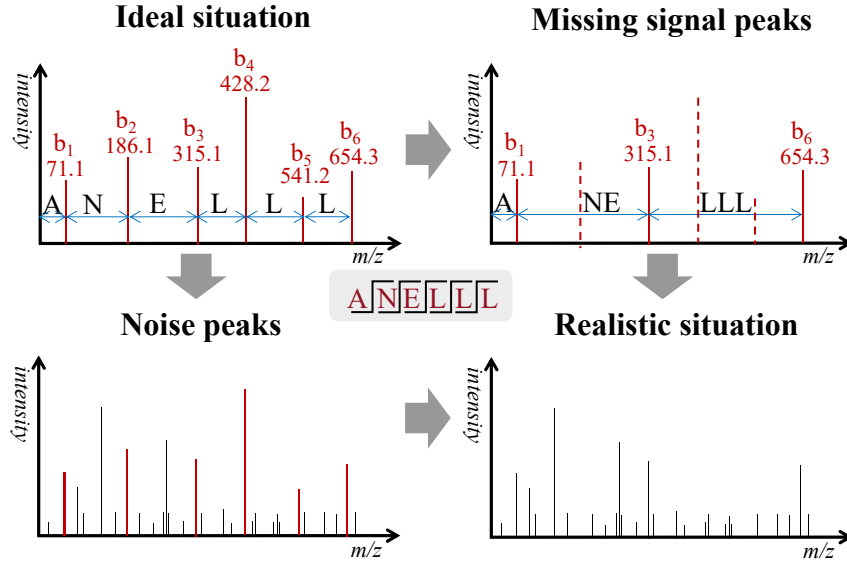 Ideal situation
intensity
b1
71.1
b2
186.1
b3
315.1
b4
428.2
b5
541.2
b6
654.3
A N E L L L
m/z
Missing signal peaks
intensity
b1
71.1
b3
315.1
b6
654.3
A NE LLL
m/z
ANELLL
Noise peaks
intensity
m/z
Realistic situation
intensity
m/z